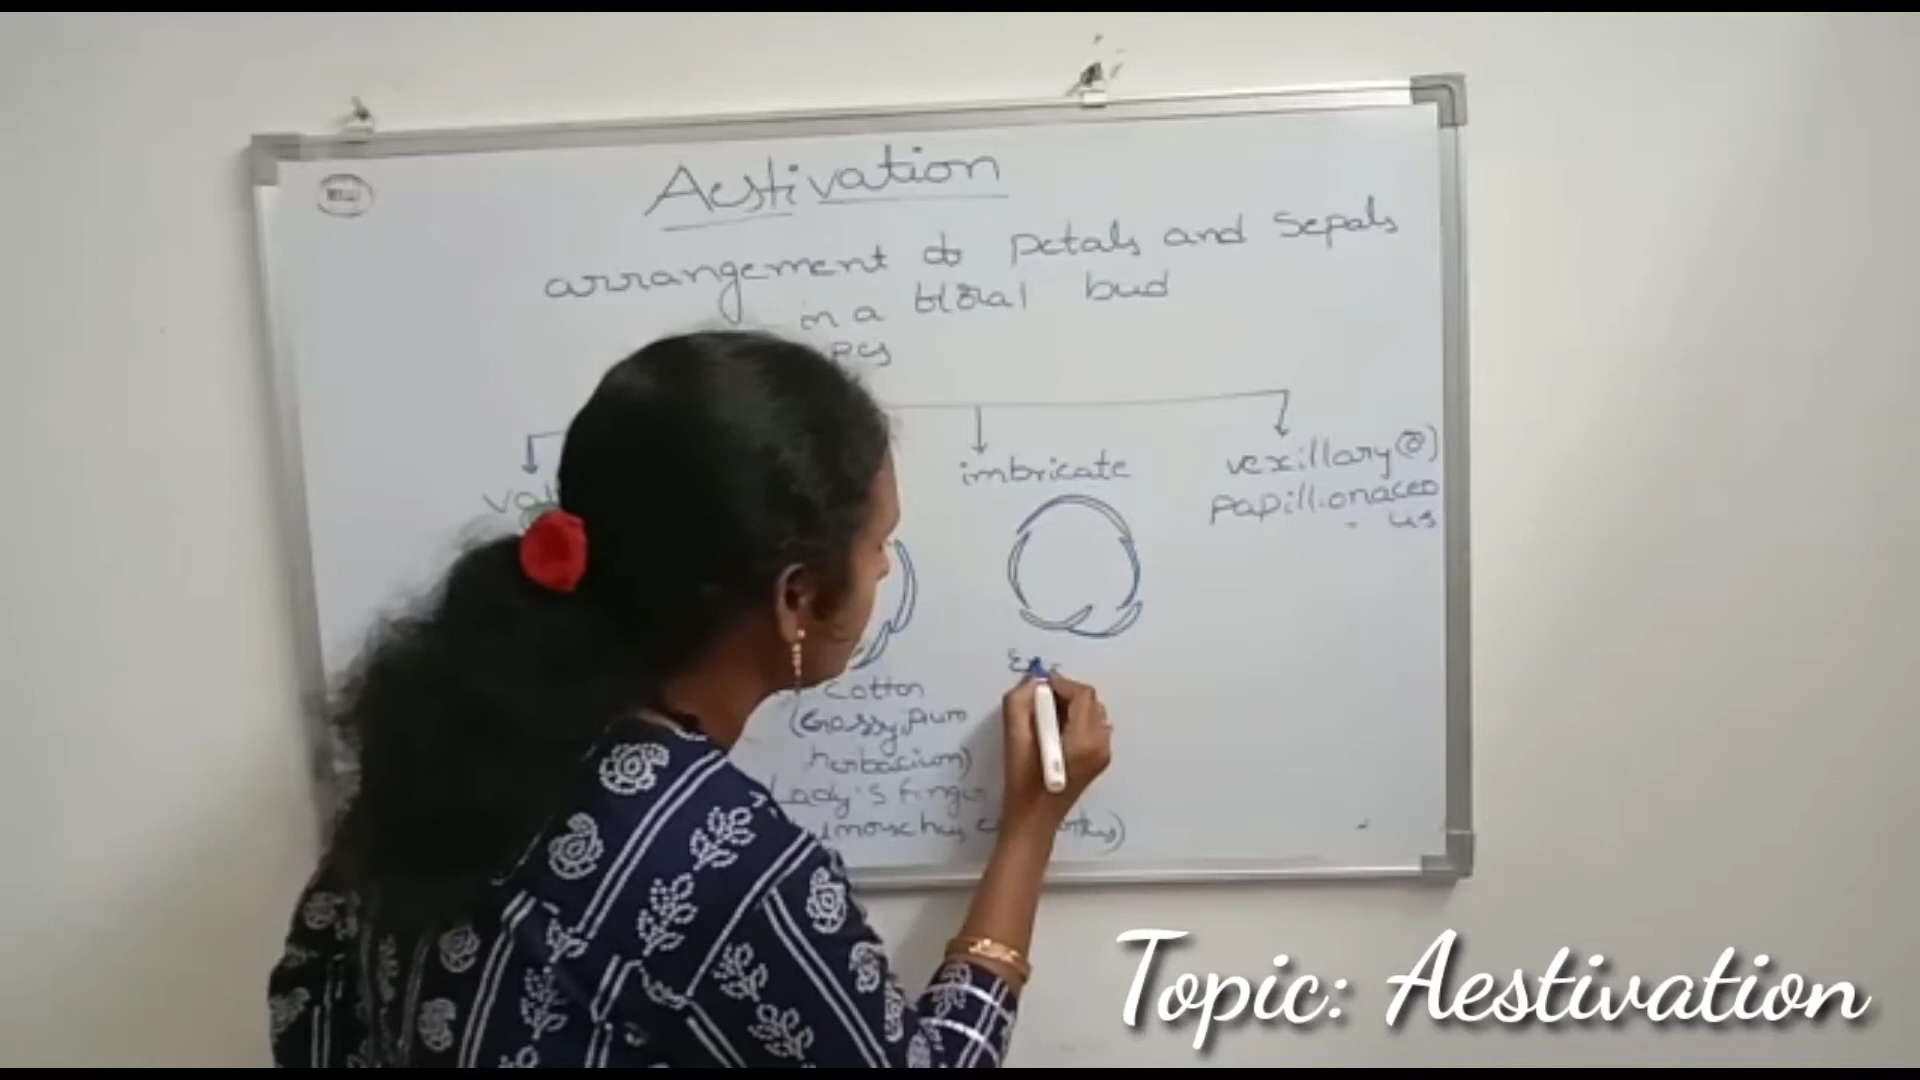 Aestivation
arrangement of petals and sepals
in a floral bud
imbricate
vexillary (or)
papillionaceo
us
cotton
(Gossypium
herbacium)
Lady's finger
Topic: Aestivation